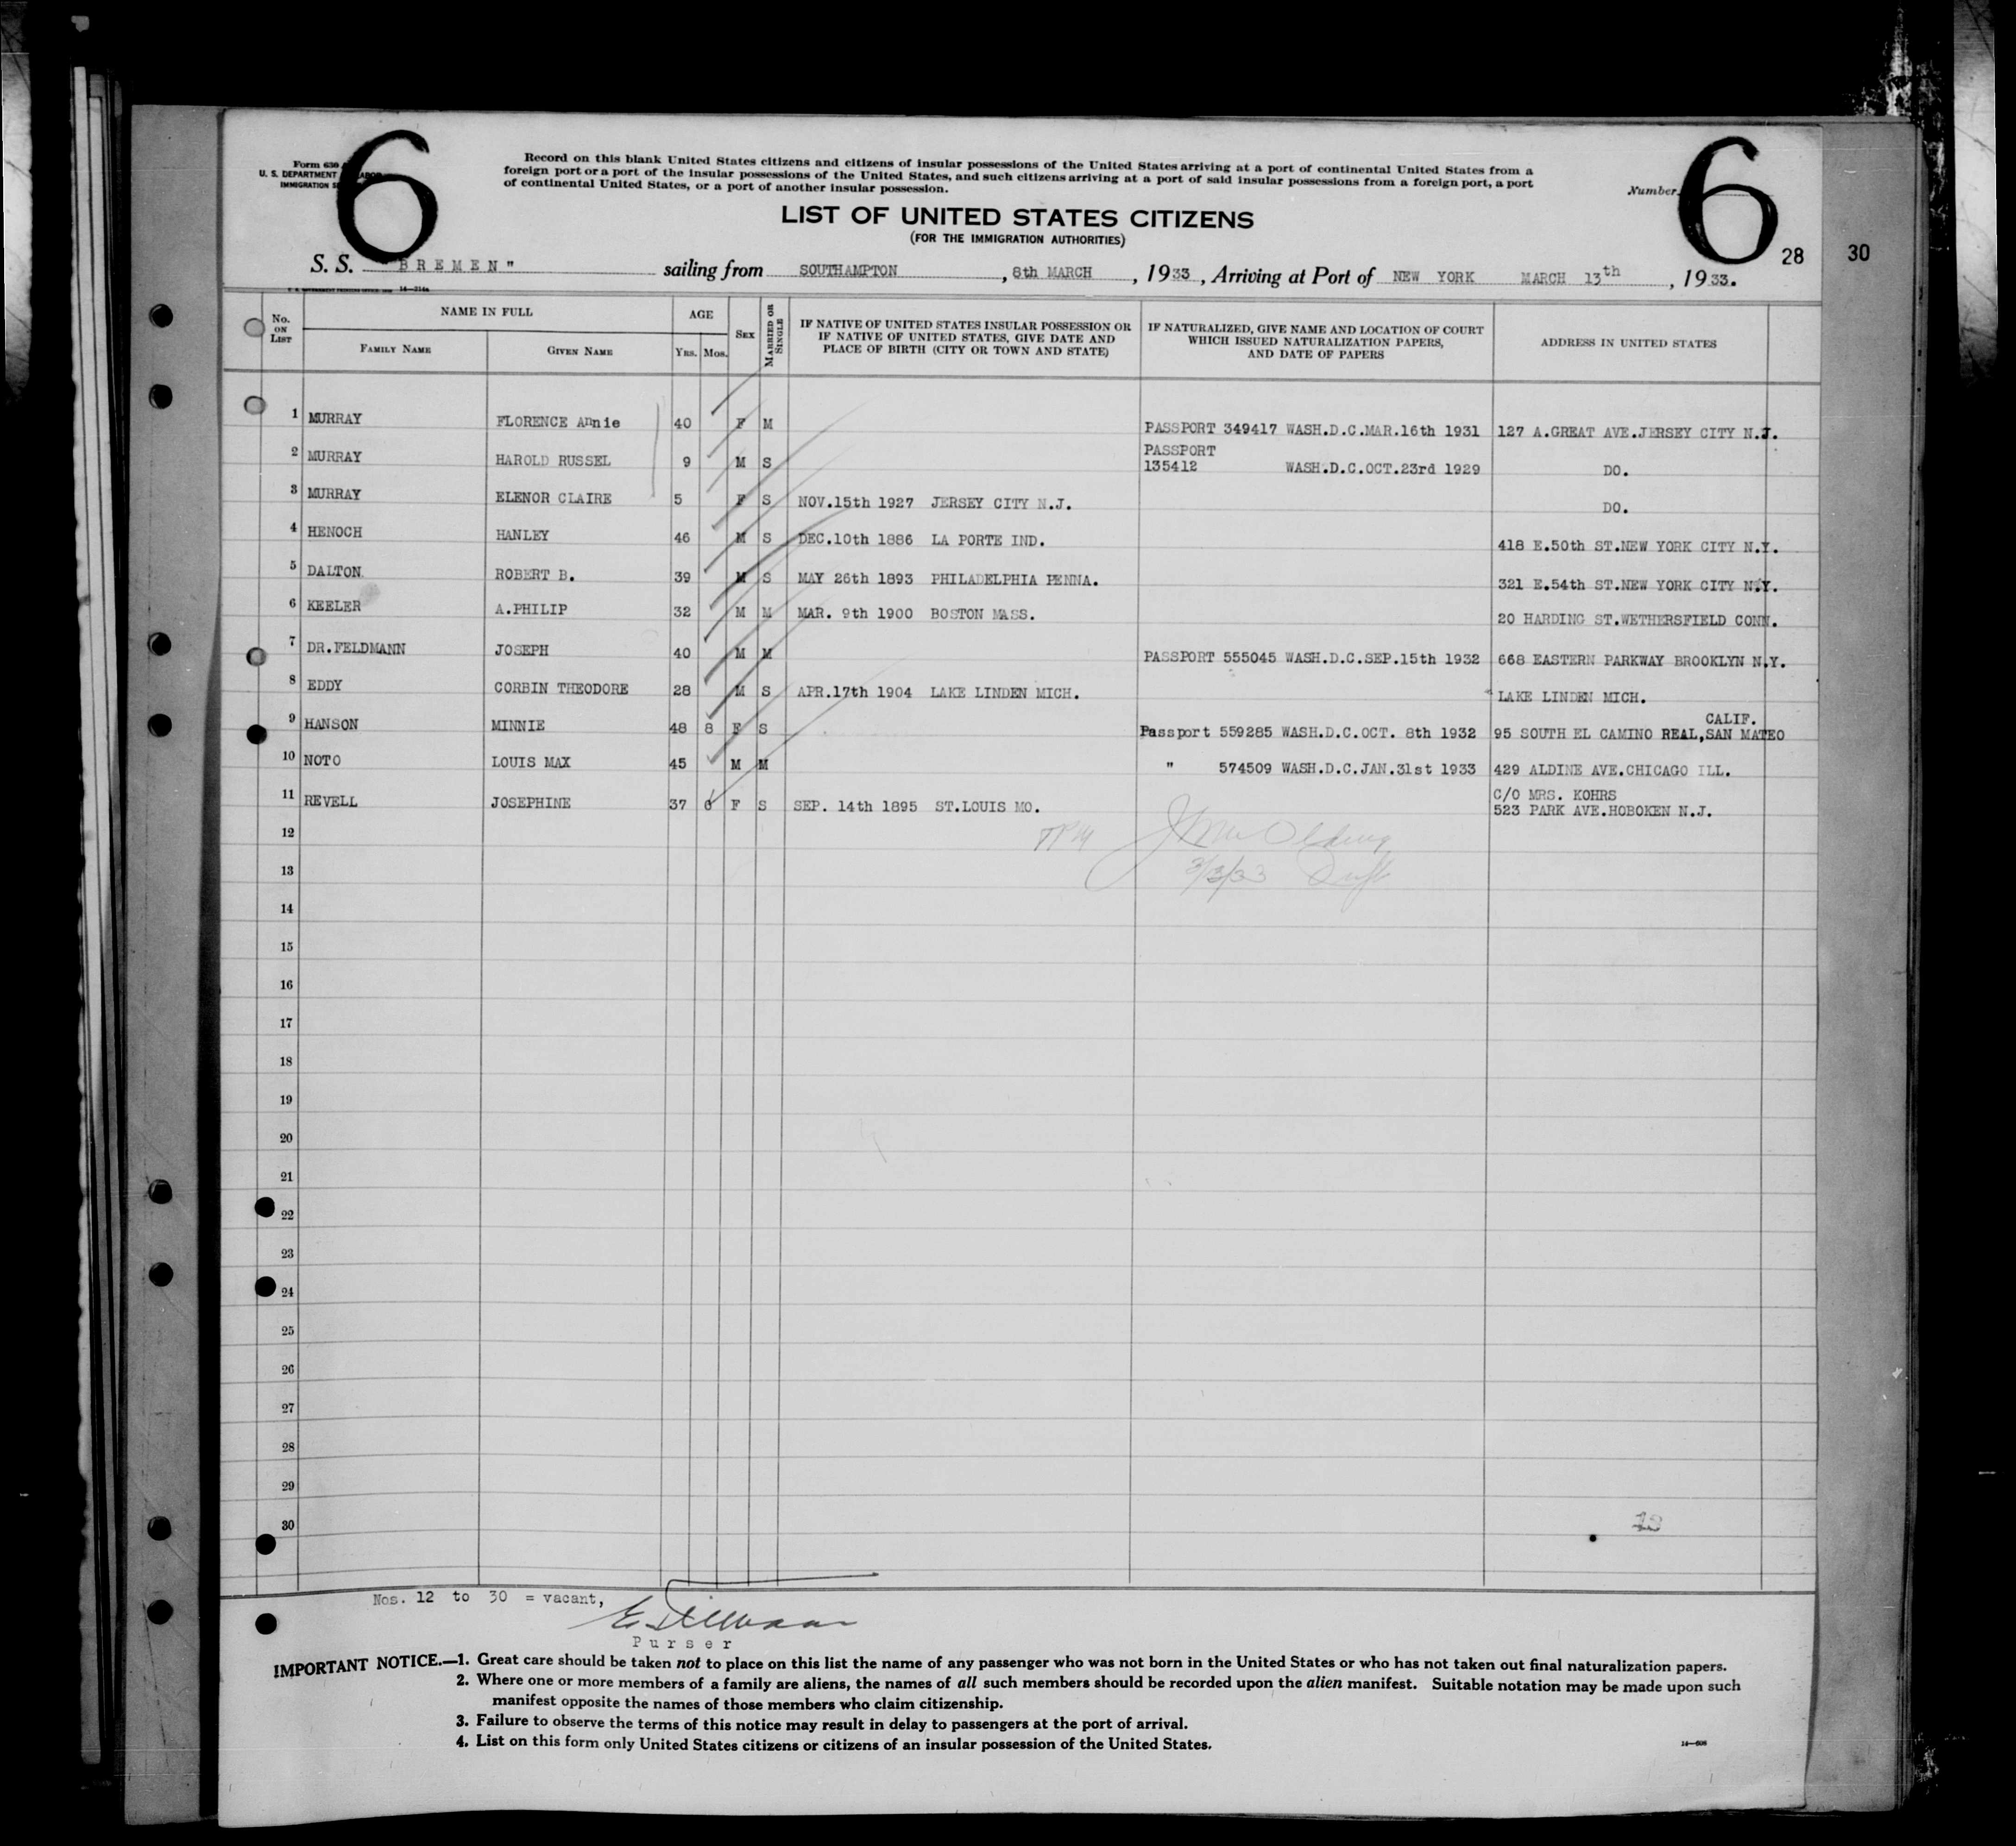 6
6
Form 630
U. S. DEPARTMENT
IMMIGRATION
Record on this blank United States citizens and citizens of insular possessions of the United States arriving at a port of continental United States from a
foreign port or a port of the insular possessions of the United States, and such citizens arriving at a port of said insular possessions from a foreign port, a port
of continental United States, or a port of another insular possession.
Number
LIST OF UNITED STATES CITIZENS
(FOR THE IMMIGRATION AUTHORITIES)
28 30
S. S. "BREMEN" sailing from SOUTHAMPTON, 8th MARCH, 1933, Arriving at Port of NEW YORK MARCH 13th, 1933.
No. ON LIST
NAME IN FULL
FAMILY NAME GIVEN NAME
AGE
YRS. MOS.
SEX
MARRIED OR SINGLE
IF NATIVE OF UNITED STATES INSULAR POSSESSION OR
IF NATIVE OF UNITED STATES, GIVE DATE AND
PLACE OF BIRTH (CITY OR TOWN AND STATE)
IF NATURALIZED, GIVE NAME AND LOCATION OF COURT
WHICH ISSUED NATURALIZATION PAPERS,
AND DATE OF PAPERS
ADDRESS IN UNITED STATES
1 MURRAY FLORENCE Annie 40 F M PASSPORT 349417 WASH.D.C.MAR.16th 1931 127 A.GREAT AVE.JERSEY CITY N.J.
2 MURRAY HAROLD RUSSEL 9 M S PASSPORT 135412 WASH.D.C.OCT.23rd 1929 DO.
3 MURRAY ELENOR CLAIRE 5 F S NOV.15th 1927 JERSEY CITY N.J. DO.
4 HENOCH HANLEY 46 M S DEC.10th 1886 LA PORTE IND. 418 E.50th ST.NEW YORK CITY N.Y.
5 DALTON ROBERT B. 39 M S MAY 26th 1893 PHILADELPHIA PENNA. 321 E.54th ST.NEW YORK CITY N.Y.
6 KEELER A.PHILIP 32 M M MAR. 9th 1900 BOSTON MASS. 20 HARDING ST.WETHERSFIELD CONN.
7 DR.FELDMANN JOSEPH 40 M M PASSPORT 555045 WASH.D.C.SEP.15th 1932 668 EASTERN PARKWAY BROOKLYN N.Y.
8 EDDY CORBIN THEODORE 28 M S APR.17th 1904 LAKE LINDEN MICH. LAKE LINDEN MICH.
9 HANSON MINNIE 48 8 F S Passport 559285 WASH.D.C.OCT. 8th 1932 95 SOUTH EL CAMINO REAL,SAN MATEO CALIF.
10 NOTO LOUIS MAX 45 M M " 574509 WASH.D.C.JAN.31st 1933 429 ALDINE AVE.CHICAGO ILL.
11 REVELL JOSEPHINE 37 6 F S SEP. 14th 1895 ST.LOUIS MO. C/O MRS. KOHRS
523 PARK AVE.HOBOKEN N.J.
12
13
14
15
16
17
18
19
20
21
22
23
24
25
26
27
28
29
30
Nos. 12 to 30 = vacant,
Purser
IMPORTANT NOTICE.—1. Great care should be taken not to place on this list the name of any passenger who was not born in the United States or who has not taken out final naturalization papers.
2. Where one or more members of a family are aliens, the names of all such members should be recorded upon the alien manifest. Suitable notation may be made upon such
manifest opposite the names of those members who claim citizenship.
3. Failure to observe the terms of this notice may result in delay to passengers at the port of arrival.
4. List on this form only United States citizens or citizens of an insular possession of the United States.